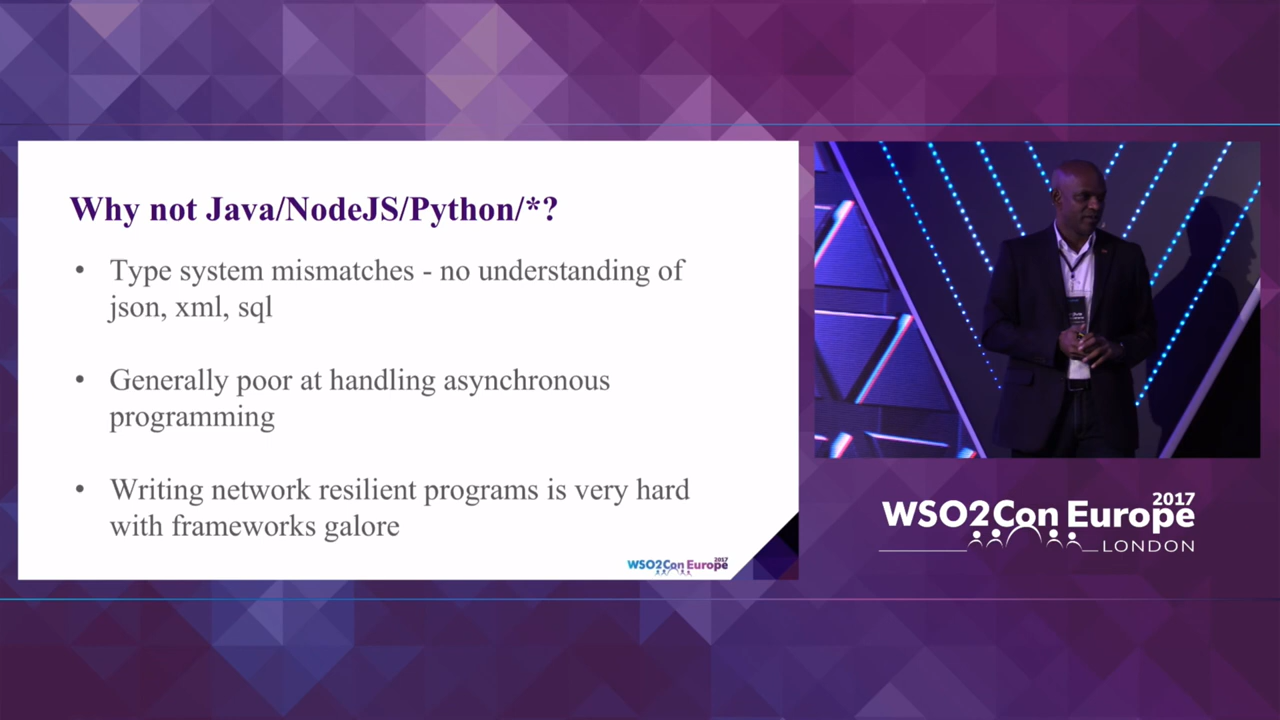 Why not Java/NodeJS/Python/*?
• Type system mismatches - no understanding of
json, xml, sql
• Generally poor at handling asynchronous
programming
• Writing network resilient programs is very hard
with frameworks galore
WSO2Con Europe 2017
2017
WSO2Con Europe
LONDON